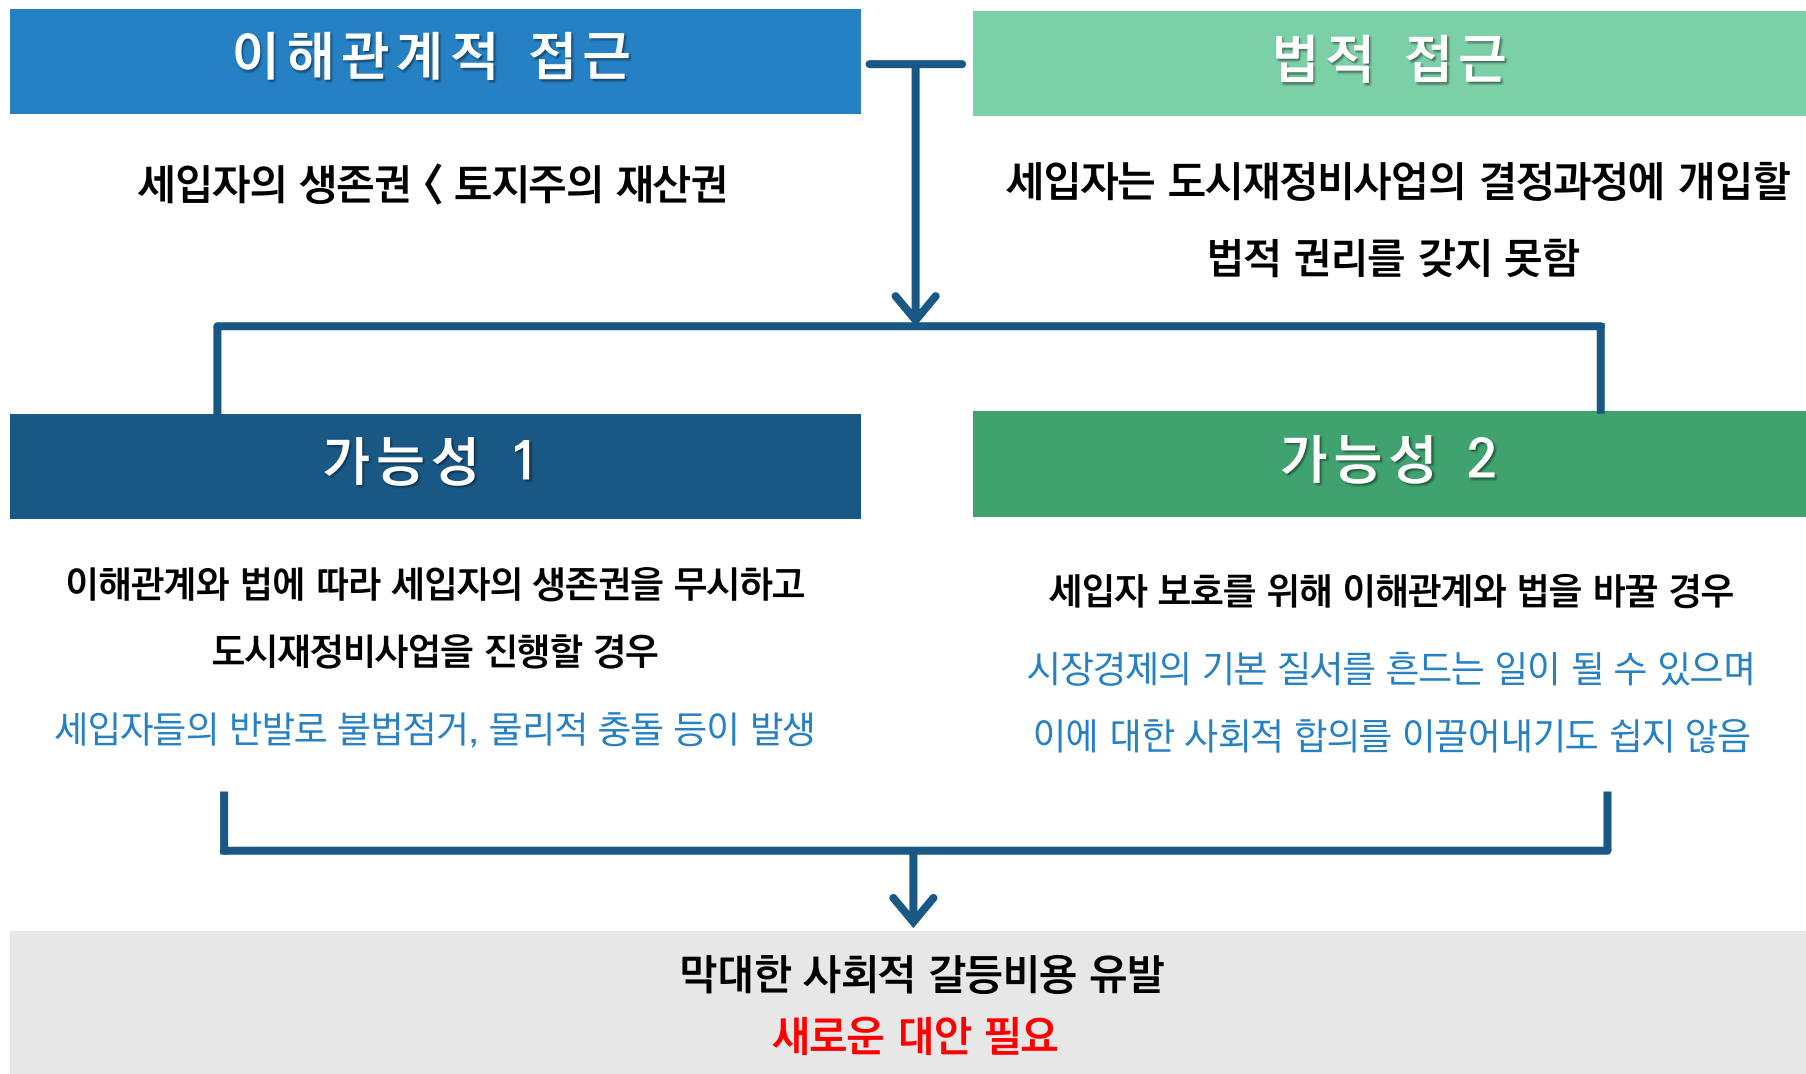 이해관계적 접근
법적 접근
세입자의 생존권 < 토지주의 재산권
세입자는 도시재정비사업의 결정과정에 개입할
법적 권리를 갖지 못함
가능성 1
가능성 2
이해관계와 법에 따라 세입자의 생존권을 무시하고
도시재정비사업을 진행할 경우
세입자들의 반발로 불법점거, 물리적 충돌 등이 발생
세입자 보호를 위해 이해관계와 법을 바꿀 경우
시장경제의 기본 질서를 흔드는 일이 될 수 있으며
이에 대한 사회적 합의를 이끌어내기도 쉽지 않음
막대한 사회적 갈등비용 유발
새로운 대안 필요